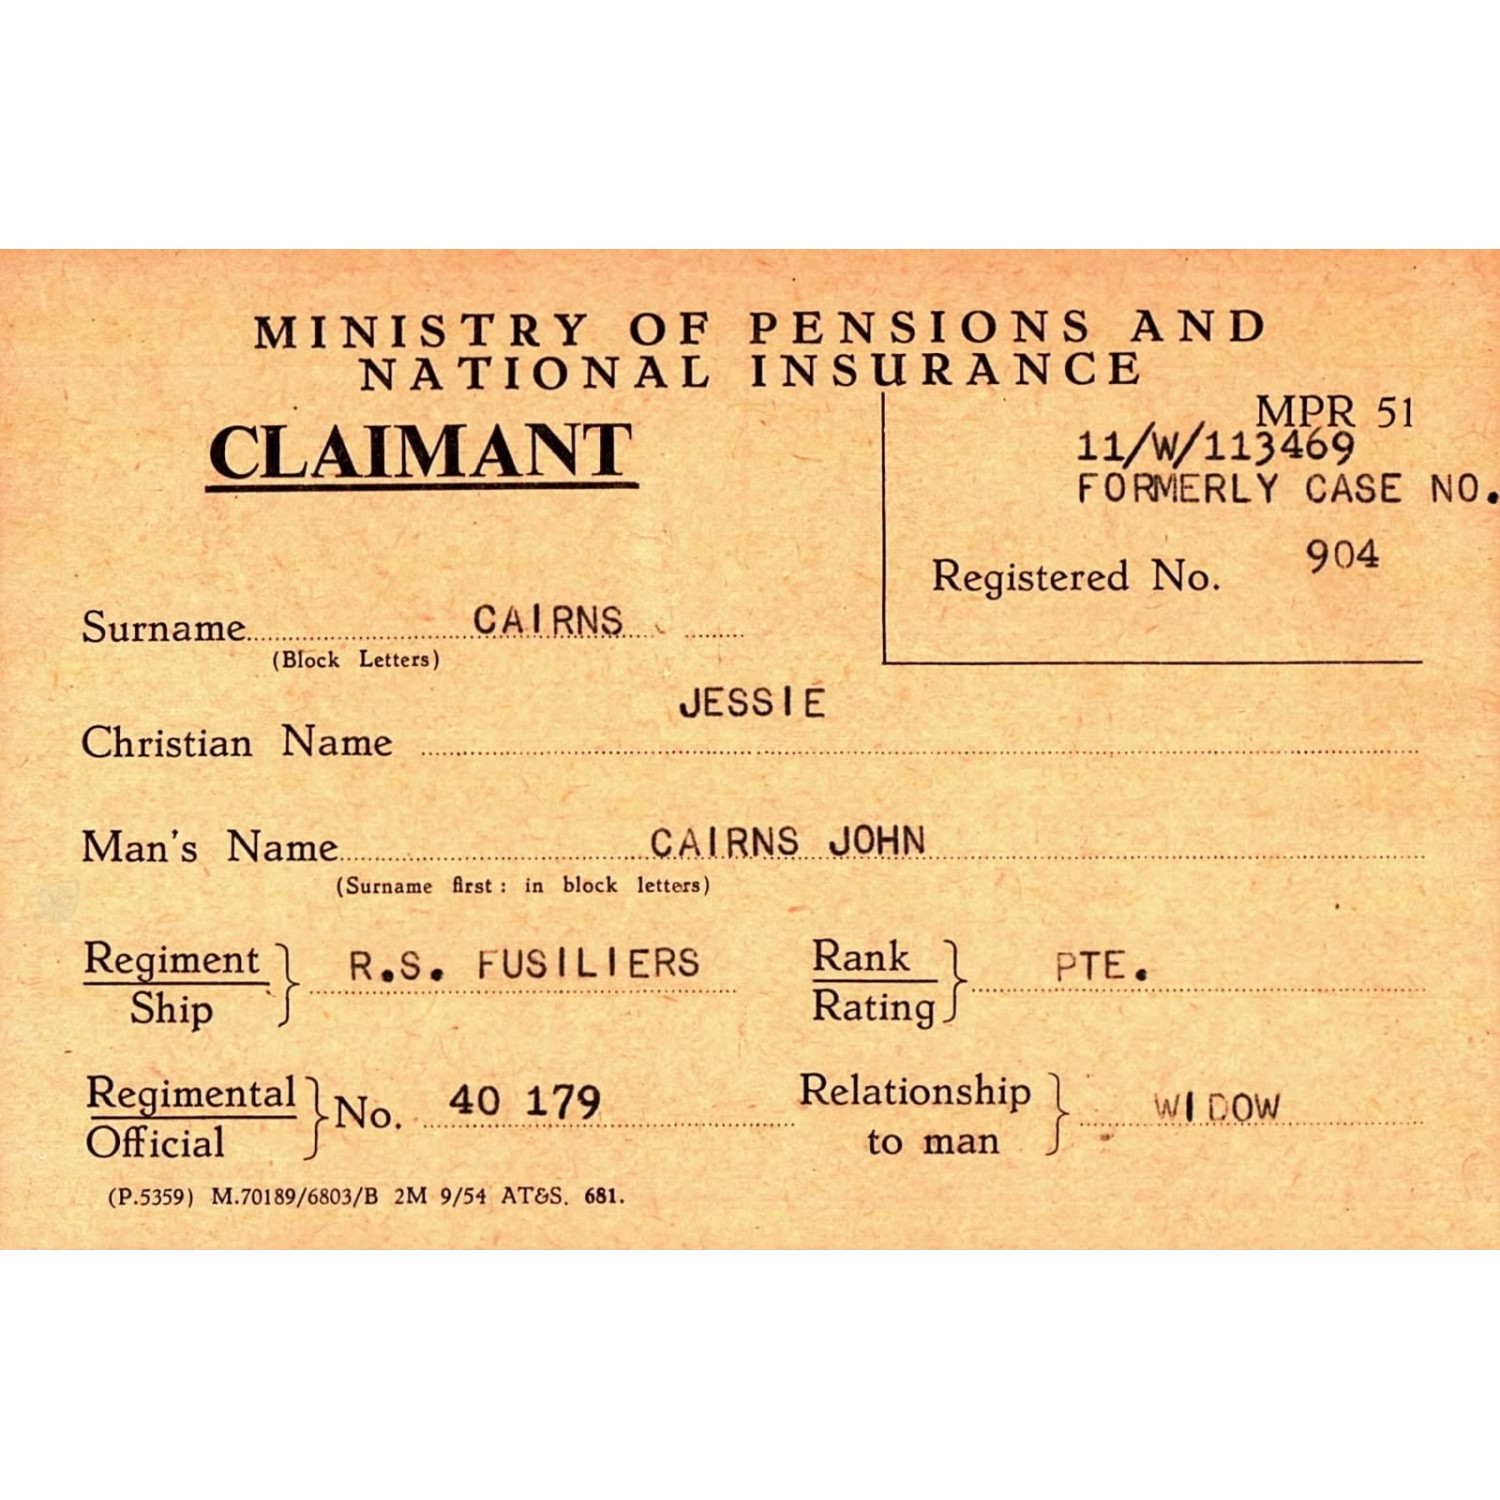 MINISTRY OF PENSIONS AND
NATIONAL INSURANCE
CLAIMANT
MPR 51
11/W/113469
FORMERLY CASE NO.
Registered No. 904
Surname CAIRNS
(Block Letters)
Christian Name JESSIE
Man's Name CAIRNS JOHN
(Surname first: in block letters)
Regiment
Ship } R.S. FUSILIERS
Rank
Rating } PTE.
Regimental
Official } No. 40 179
Relationship
to man } WIDOW
(P.5359) M.70189/6803/B 2M 9/54 AT&S. 681.